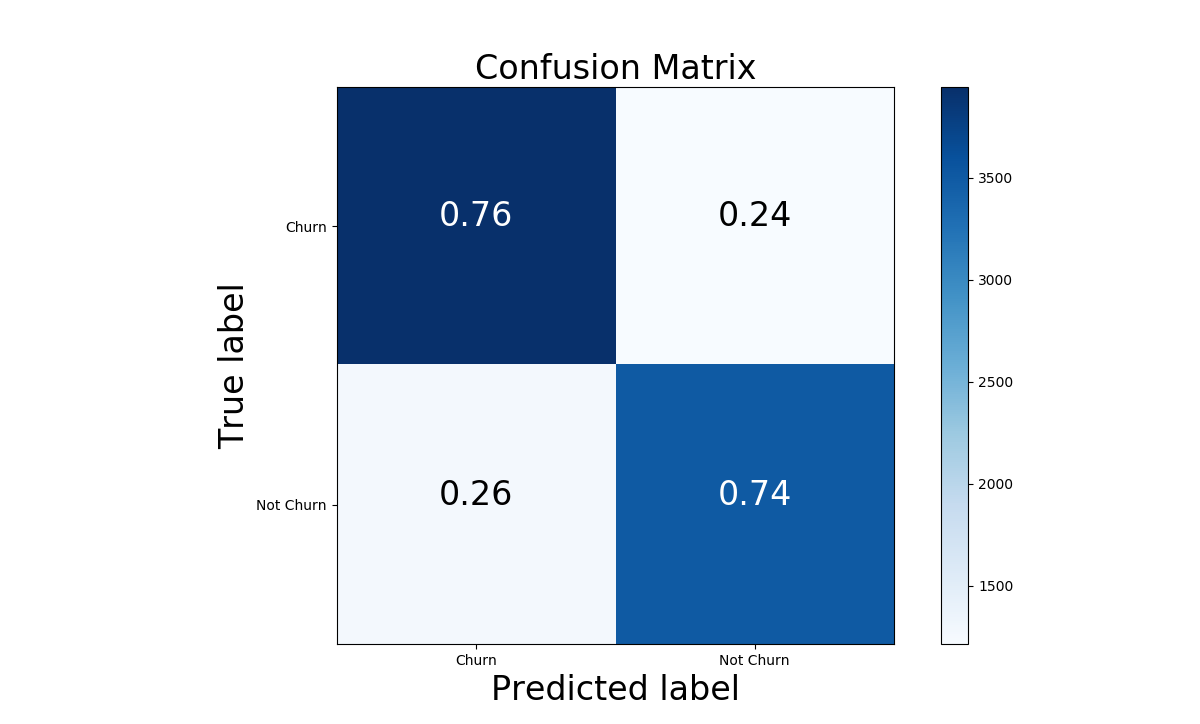 Confusion Matrix
True label
Churn
Not Churn
0.76
0.24
0.26
0.74
Churn
Not Churn
Predicted label
3500
3000
2500
2000
1500